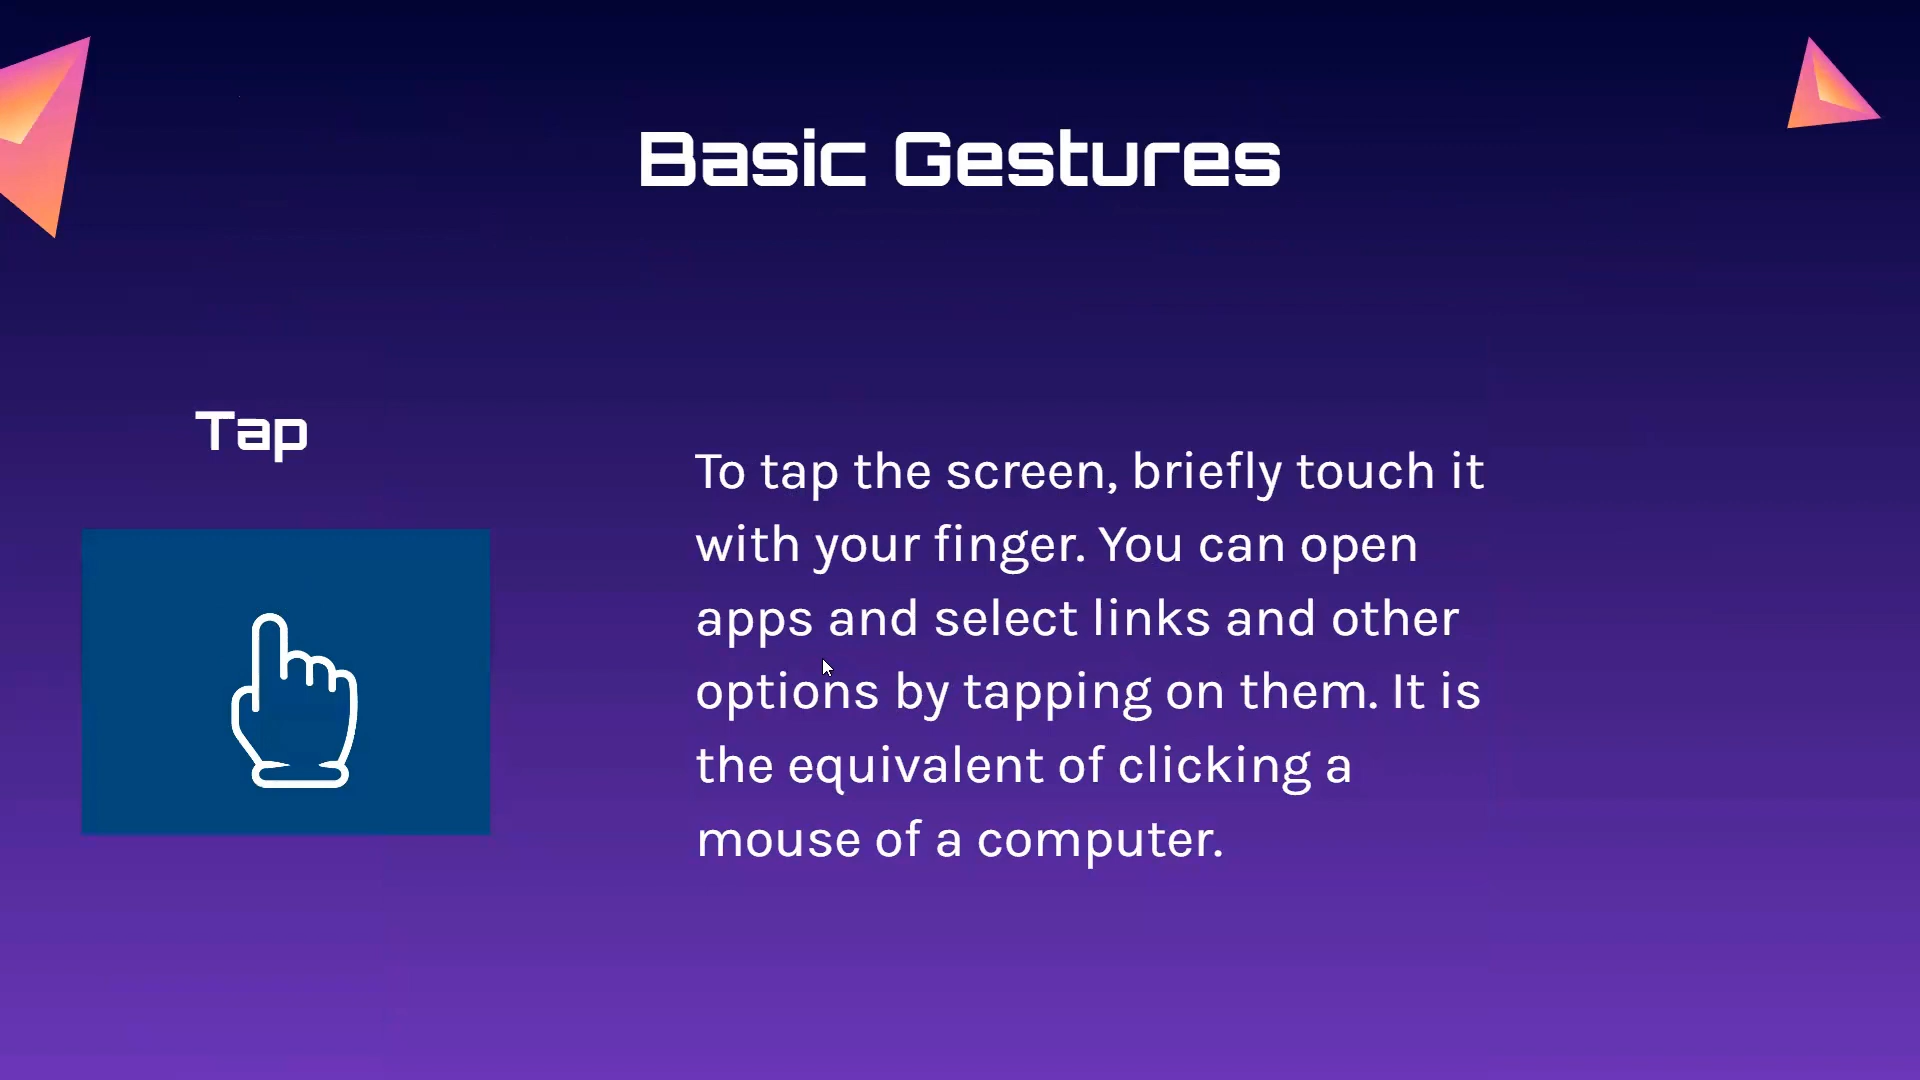 Basic Gestures
Tap
To tap the screen, briefly touch it
with your finger. You can open
apps and select links and other
options by tapping on them. It is
the equivalent of clicking a
mouse of a computer.